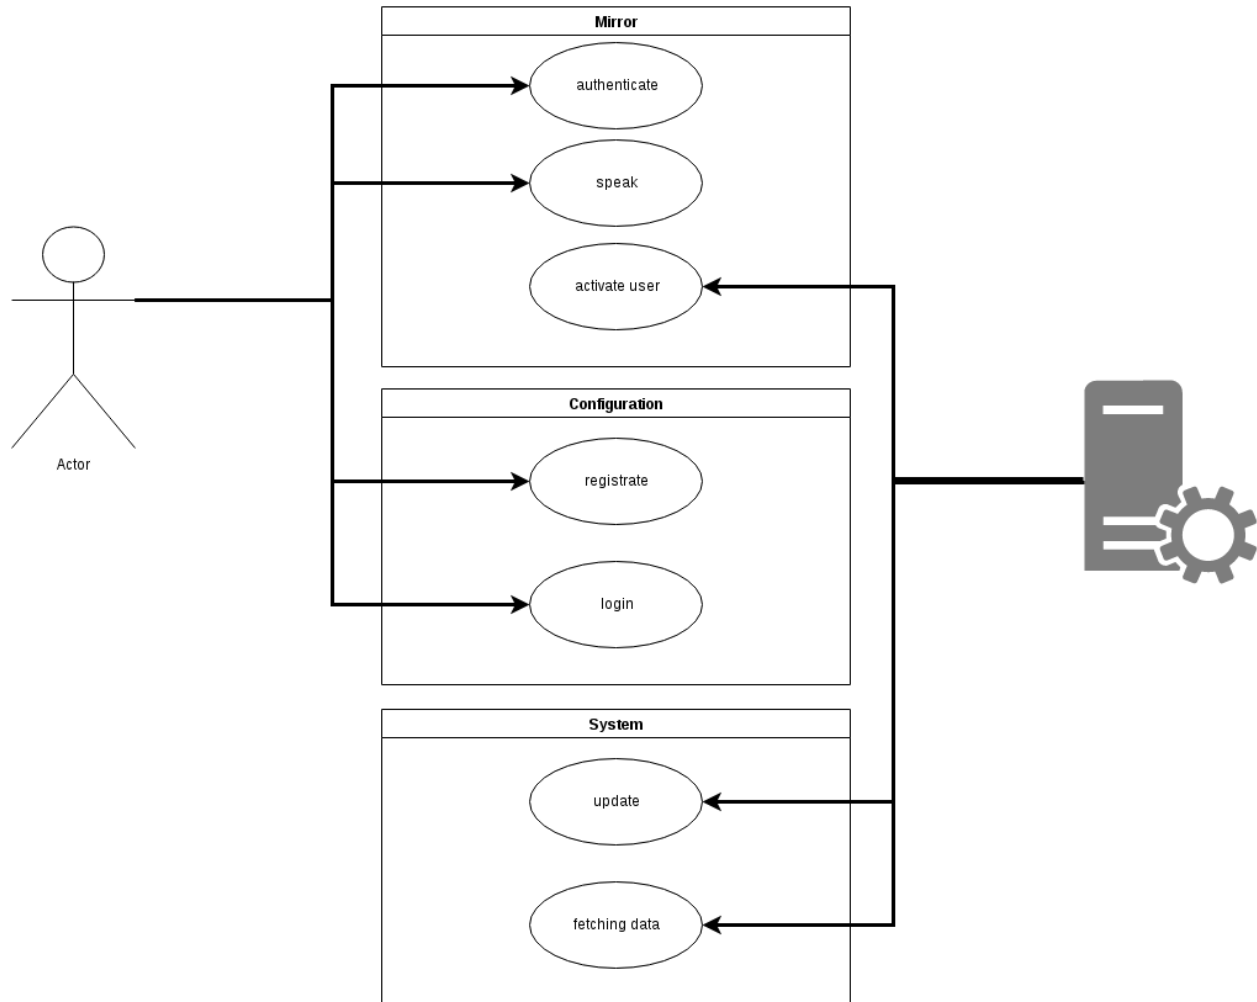 Mirror
authenticate
speak
activate user
Actor
Configuration
registrate
login
System
update
fetching data